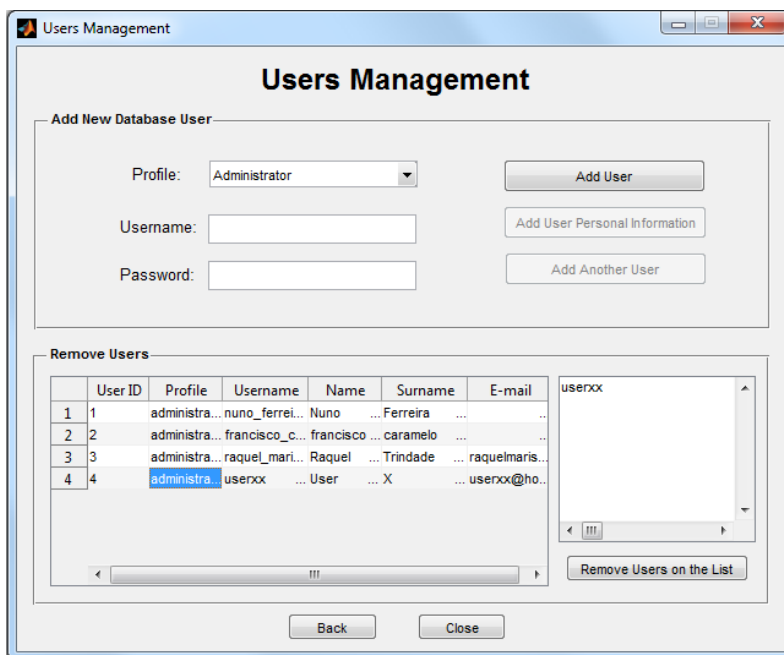 Users Management
Users Management
Add New Database User
Profile: Administrator Add User
Username: Add User Personal Information
Password: Add Another User
Remove Users
User ID Profile Username Name Surname E-mail userxx
1 1 administra... nuno_ferrei... Nuno ... Ferreira ... ..
2 2 administra... francisco_c... francisco ... caramelo ... ..
3 3 administra... raquel_mari... Raquel ... Trindade ... raquelmaris...
4 4 administra... userxx ... User ... X ... userxx@ho..
Remove Users on the List
Back Close